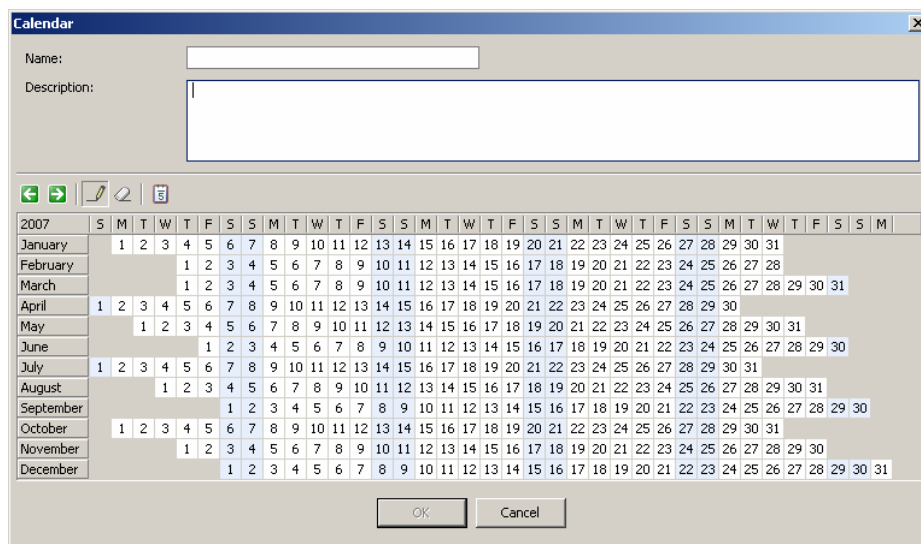 Calendar
Name:
Description:
2007 S M T W T F S S M T W T F S S M T W T F S S M T W T F S S M T W T F S S M
January 1 2 3 4 5 6 7 8 9 10 11 12 13 14 15 16 17 18 19 20 21 22 23 24 25 26 27 28 29 30 31
February 1 2 3 4 5 6 7 8 9 10 11 12 13 14 15 16 17 18 19 20 21 22 23 24 25 26 27 28
March 1 2 3 4 5 6 7 8 9 10 11 12 13 14 15 16 17 18 19 20 21 22 23 24 25 26 27 28 29 30 31
April 1 2 3 4 5 6 7 8 9 10 11 12 13 14 15 16 17 18 19 20 21 22 23 24 25 26 27 28 29 30
May 1 2 3 4 5 6 7 8 9 10 11 12 13 14 15 16 17 18 19 20 21 22 23 24 25 26 27 28 29 30 31
June 1 2 3 4 5 6 7 8 9 10 11 12 13 14 15 16 17 18 19 20 21 22 23 24 25 26 27 28 29 30
July 1 2 3 4 5 6 7 8 9 10 11 12 13 14 15 16 17 18 19 20 21 22 23 24 25 26 27 28 29 30 31
August 1 2 3 4 5 6 7 8 9 10 11 12 13 14 15 16 17 18 19 20 21 22 23 24 25 26 27 28 29 30 31
September 1 2 3 4 5 6 7 8 9 10 11 12 13 14 15 16 17 18 19 20 21 22 23 24 25 26 27 28 29 30
October 1 2 3 4 5 6 7 8 9 10 11 12 13 14 15 16 17 18 19 20 21 22 23 24 25 26 27 28 29 30 31
November 1 2 3 4 5 6 7 8 9 10 11 12 13 14 15 16 17 18 19 20 21 22 23 24 25 26 27 28 29 30
December 1 2 3 4 5 6 7 8 9 10 11 12 13 14 15 16 17 18 19 20 21 22 23 24 25 26 27 28 29 30 31
OK Cancel